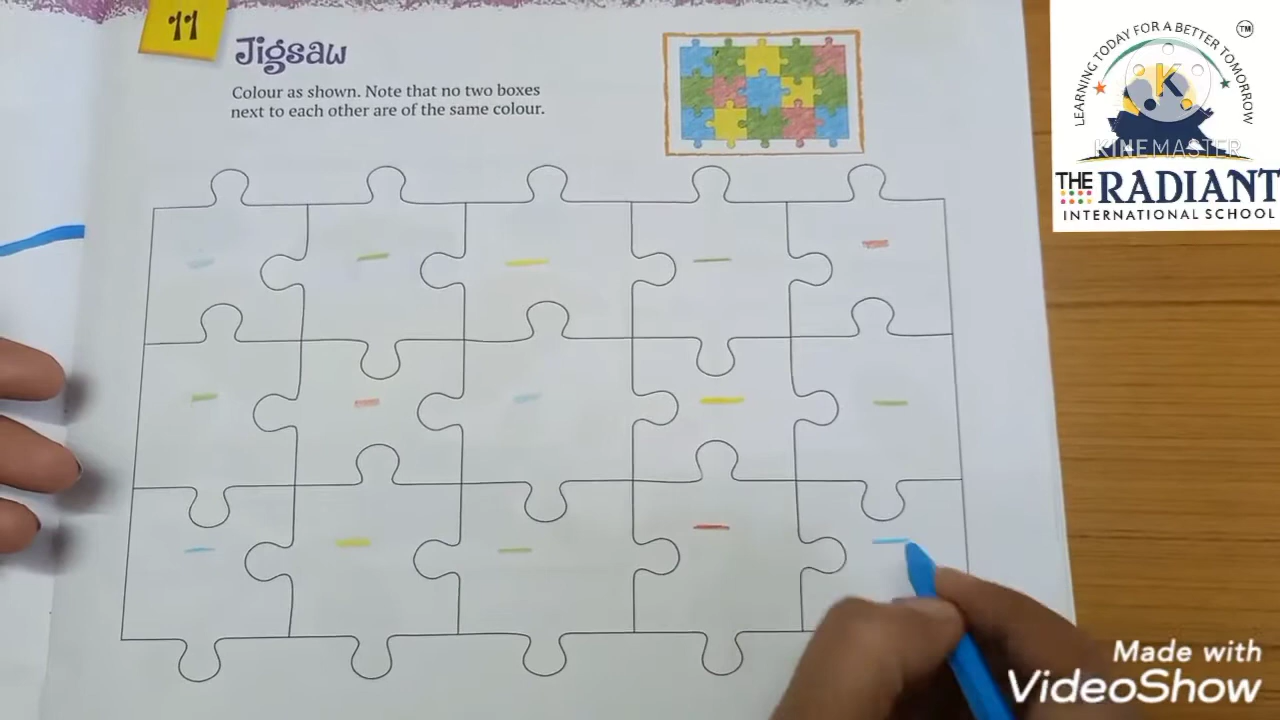 11
Jigsaw
Colour as shown. Note that no two boxes
next to each other are of the same colour.
LEARNING TODAY FOR A BETTER TOMORROW
TM
K
KINEMASTER
THE RADIANT
INTERNATIONAL SCHOOL
Made with
VideoShow